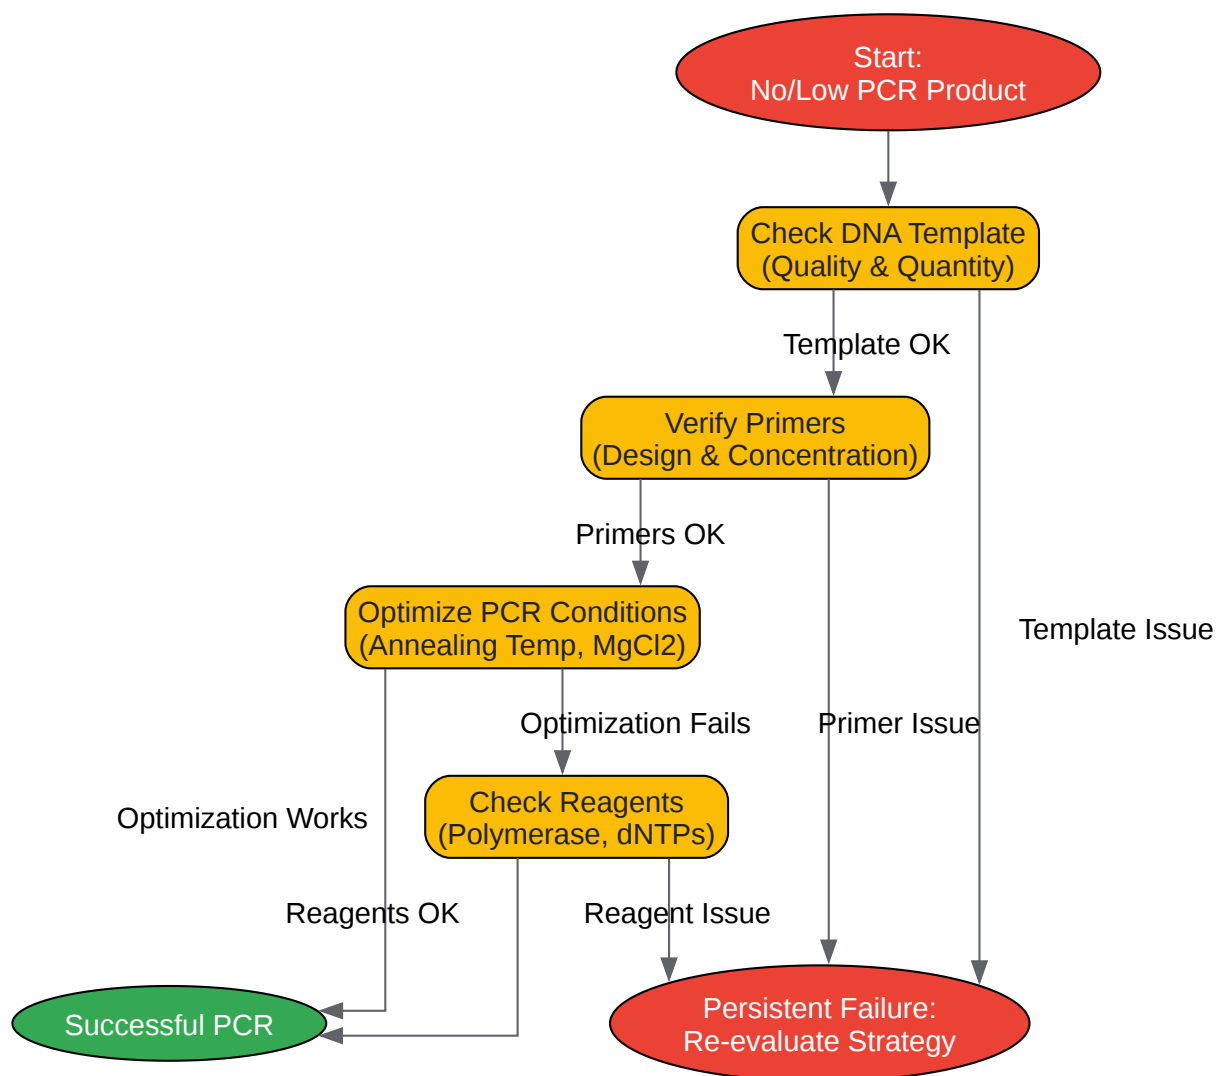 Start:
No/Low PCR Product
Check DNA Template
(Quality & Quantity)
Template OK
Verify Primers
(Design & Concentration)
Primers OK
Optimize PCR Conditions
(Annealing Temp, MgCl2)
Template Issue
Optimization Fails
Primer Issue
Check Reagents
(Polymerase, dNTPs)
Optimization Works
Reagents OK
Reagent Issue
Successful PCR
Persistent Failure:
Re-evaluate Strategy